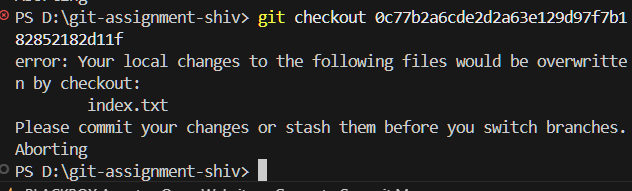 PS D:\git-assignment-shiv> git checkout 0c77b2a6cde2d2a63e129d97f7b1
82852182d11f
error: Your local changes to the following files would be overwritte
n by checkout:
        index.txt
Please commit your changes or stash them before you switch branches.
Aborting
PS D:\git-assignment-shiv>